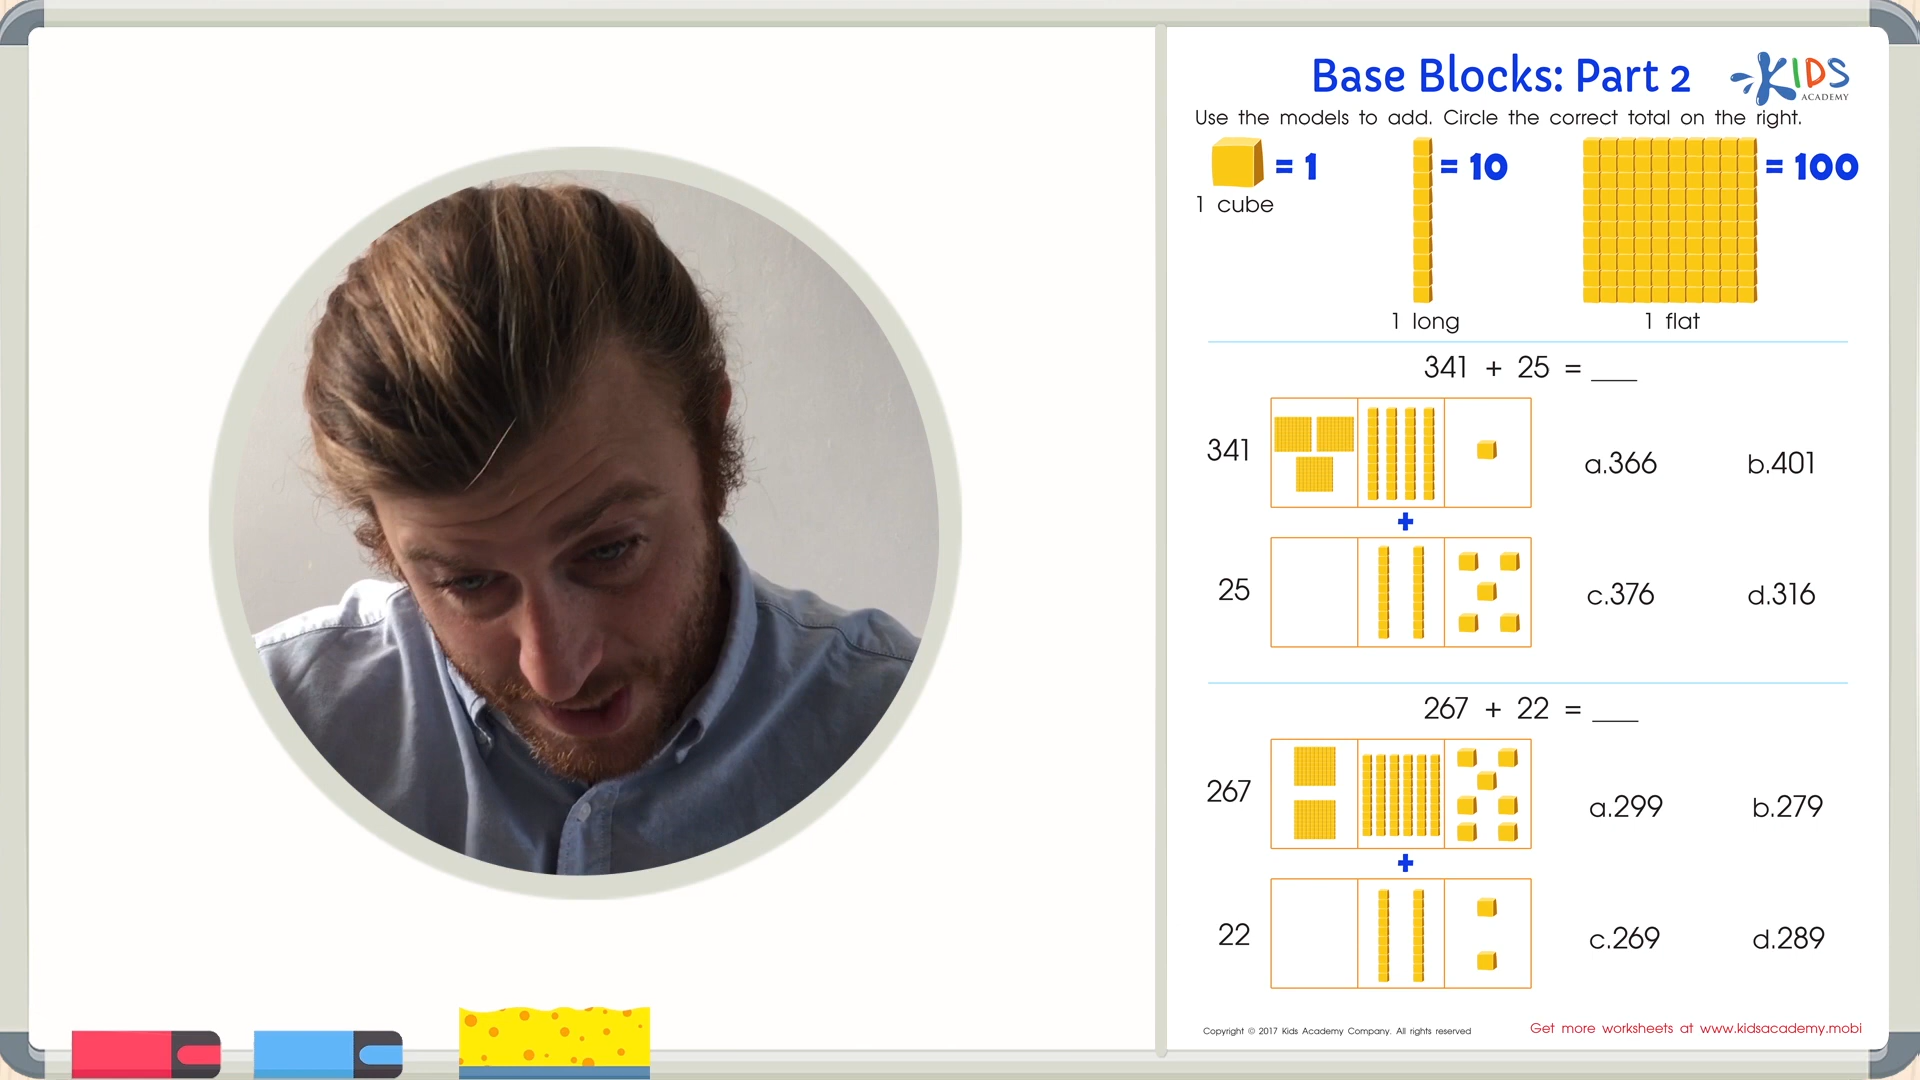 Base Blocks: Part 2
KIDS
ACADEMY
Use the models to add. Circle the correct total on the right.
= 1
= 10
= 100
1 cube
1 long
1 flat
341 + 25 = ___
341
a.366
b.401
+
25
c.376
d.316
267 + 22 = ___
267
a.299
b.279
+
22
c.269
d.289
Copyright © 2017 Kids Academy Company. All rights reserved
Get more worksheets at www.kidsacademy.mobi